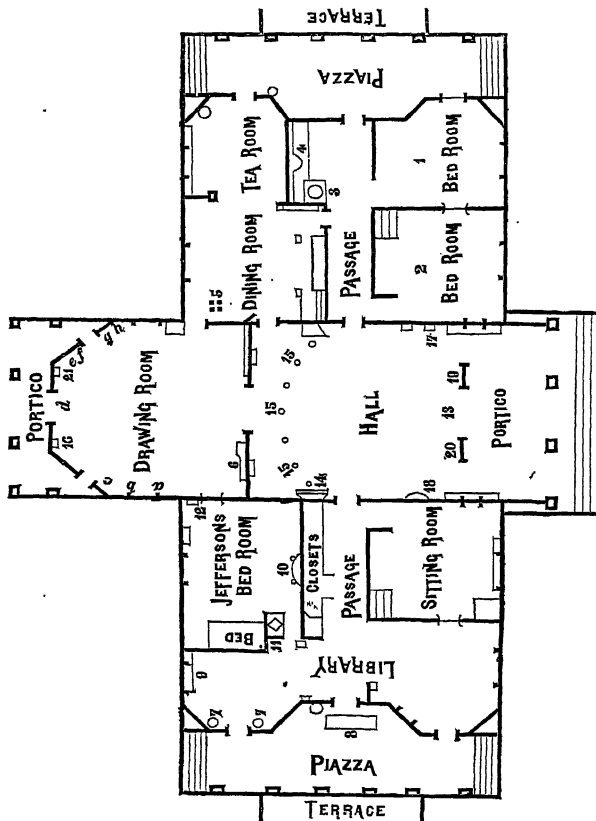 TERRACE
PIAZZA
TEA ROOM
4
3
1
BED ROOM
DINING ROOM
5
PASSAGE
2
BED ROOM
PORTICO
DRAWING ROOM
HALL
PORTICO
h
g
f
e
21
d
16
c
b
a
6
15
15
15
14
17
19
13
20
18
12
JEFFERSONS
BED ROOM
10
CLOSETS
PASSAGE
SITTING ROOM
BED
11
LIBRARY
9
7
7
8
PIAZZA
TERRACE